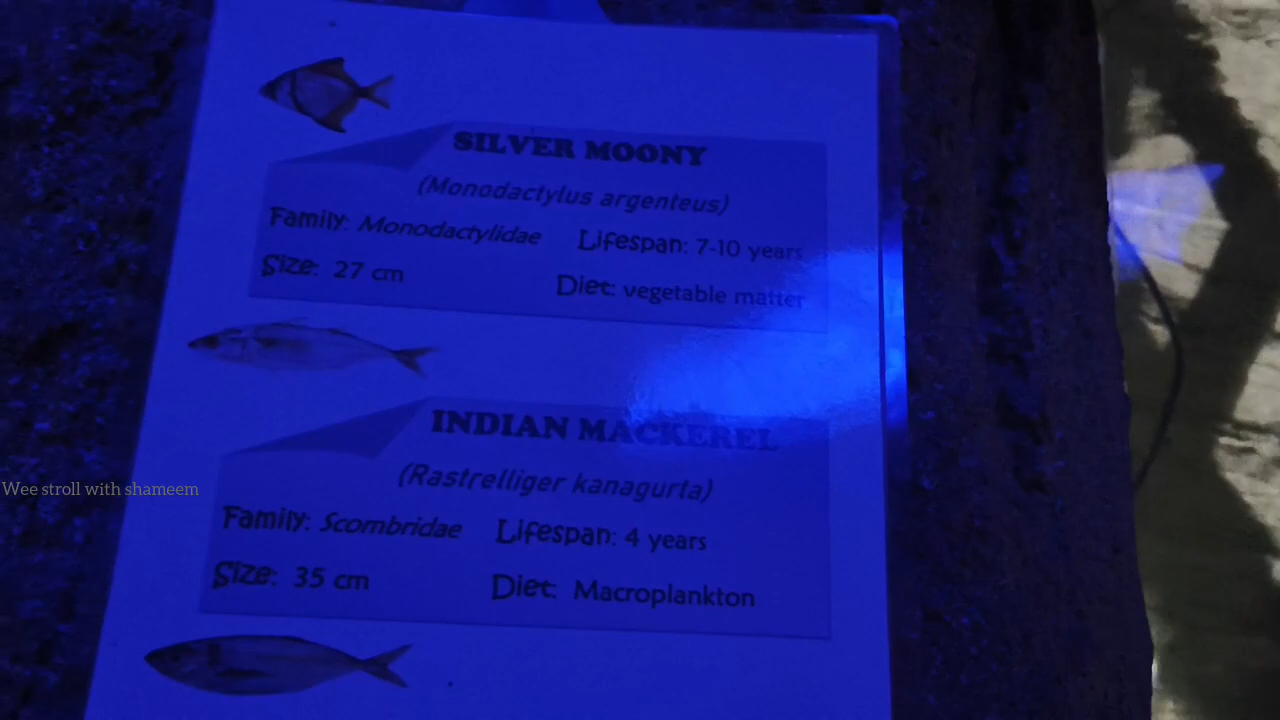 SILVER MOONY
(Monodactylus argenteus)
Family: Monodactylidae Lifespan: 7-10 years
Size: 27 cm Diet: vegetable matter
INDIAN MACKEREL
(Rastrelliger kanagurta)
Wee stroll with shameem
Family: Scombridae Lifespan: 4 years
Size: 35 cm Diet: Macroplankton